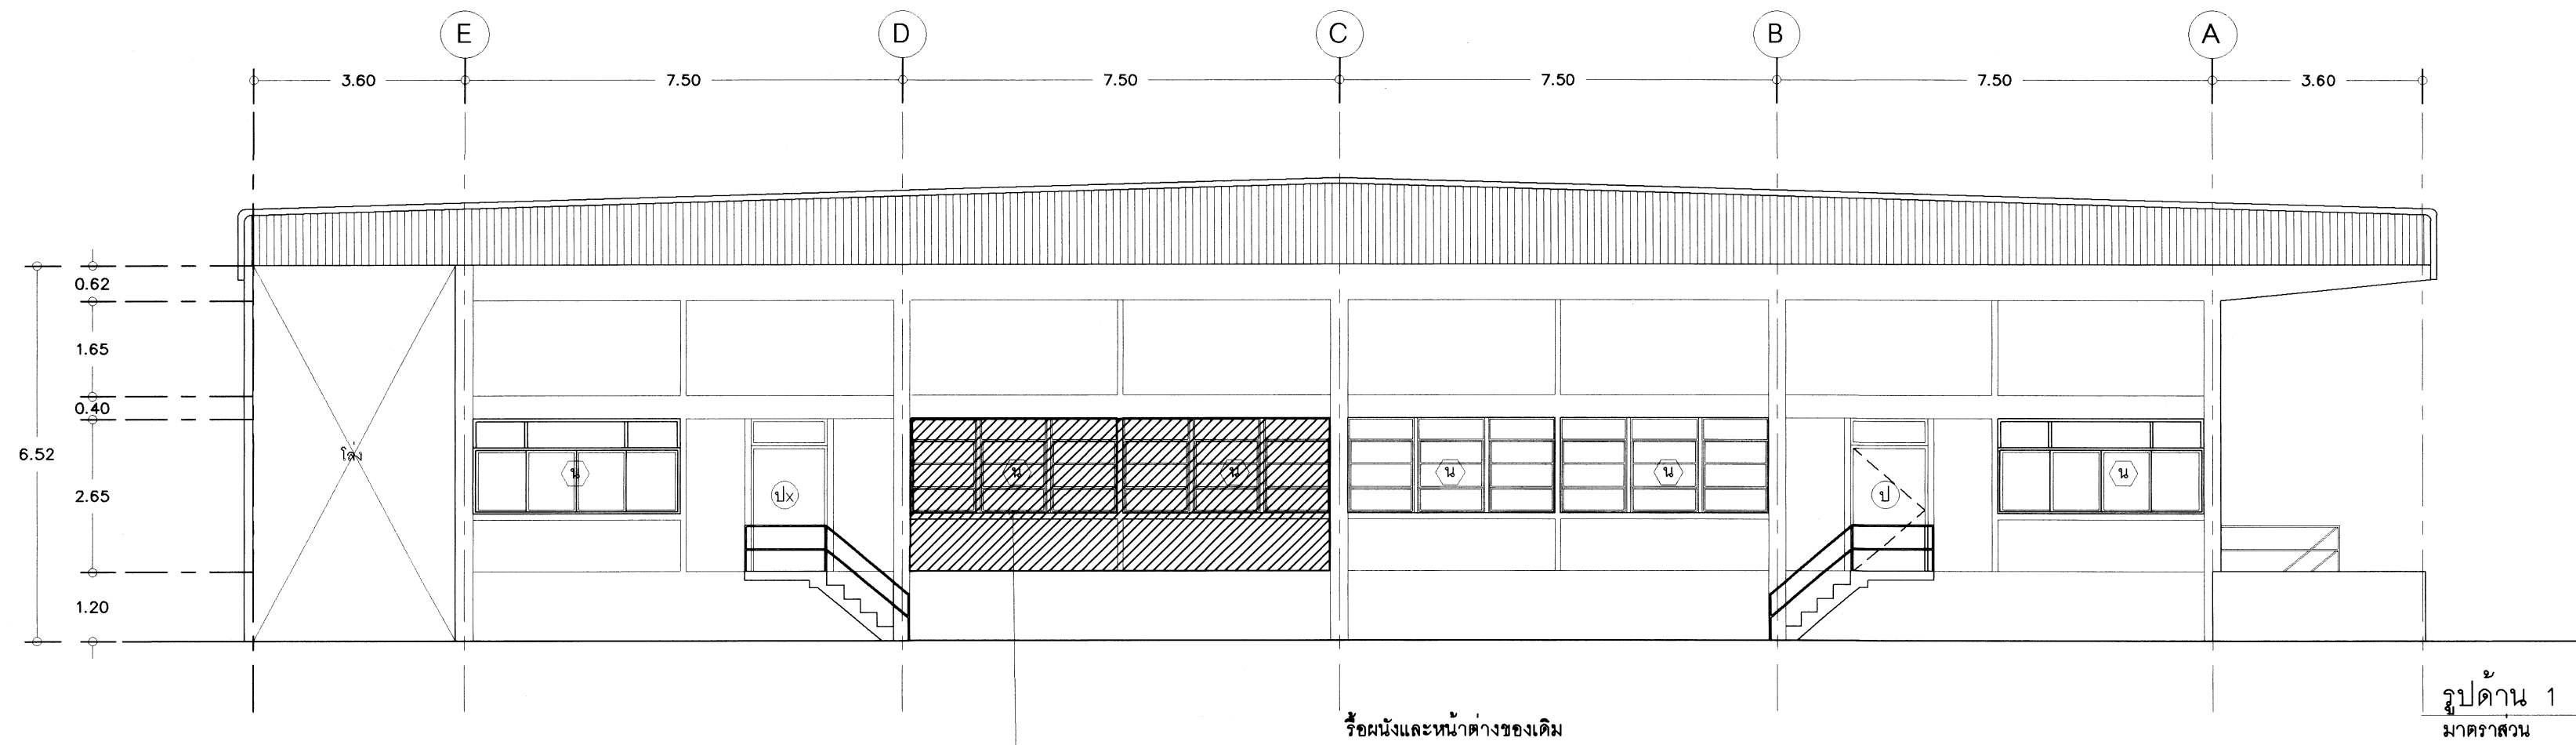 E D C B A
3.60 7.50 7.50 7.50 7.50 3.60
0.62
1.65
0.40
6.52
2.65
1.20
โล่ง
น ปx น น น น ป น
รื้อผนังและหน้าต่างของเดิม
รูปด้าน 1
มาตราส่วน